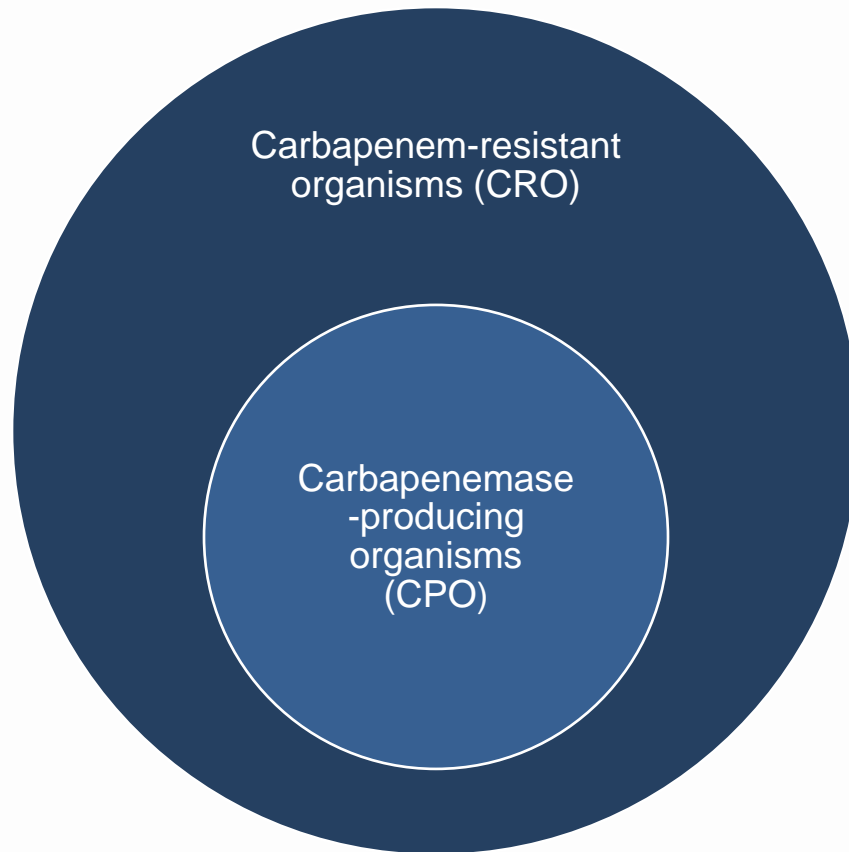 Carbapenem-resistant
organisms (CRO)
Carbapenemase
-producing
organisms
(CPO)